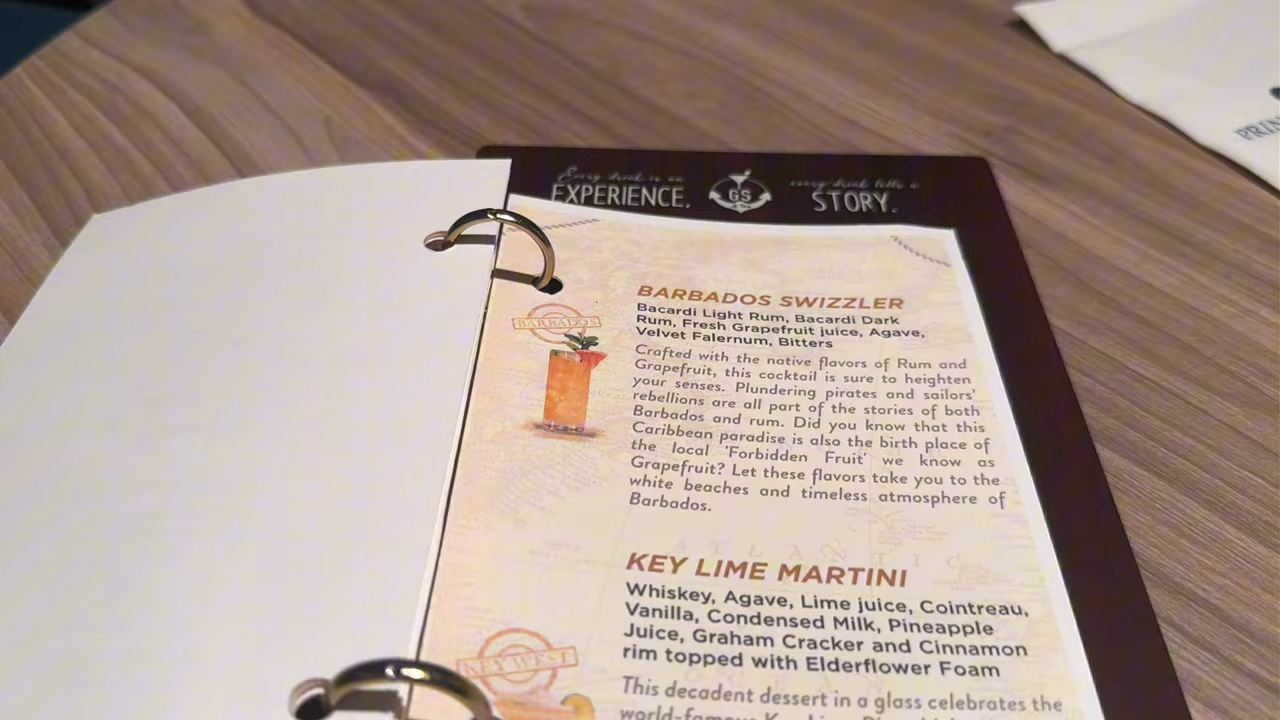 Every drink is an
EXPERIENCE.
GS
every drink tells a
STORY.
PRIN
BARBADOS
BARBADOS SWIZZLER
Bacardi Light Rum, Bacardi Dark
Rum, Fresh Grapefruit juice, Agave,
Velvet Falernum, Bitters
Crafted with the native flavors of Rum and
Grapefruit, this cocktail is sure to heighten
your senses. Plundering pirates and sailors'
rebellions are all part of the stories of both
Barbados and rum. Did you know that this
Caribbean paradise is also the birth place of
the local 'Forbidden Fruit' we know as
Grapefruit? Let these flavors take you to the
white beaches and timeless atmosphere of
Barbados.
ATLANTIC
KEY WEST
KEY LIME MARTINI
Whiskey, Agave, Lime juice, Cointreau,
Vanilla, Condensed Milk, Pineapple
Juice, Graham Cracker and Cinnamon
rim topped with Elderflower Foam
This decadent dessert in a glass celebrates the
world-famous Key Lime